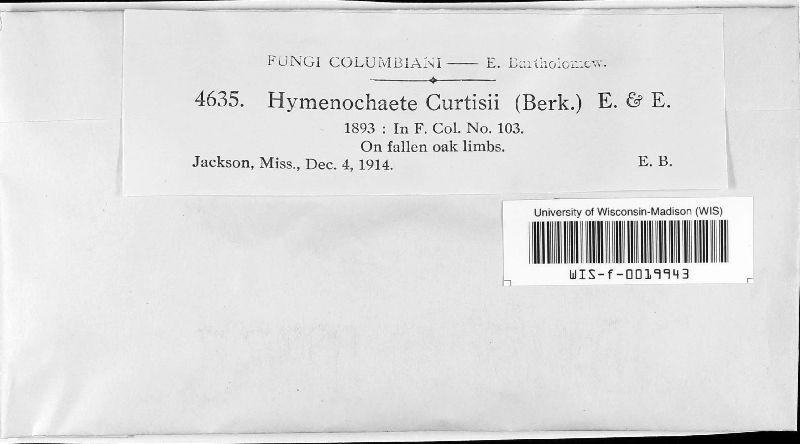 FUNGI COLUMBIANI — E. Bartholomew.
4635. Hymenochaete Curtisii (Berk.) E. & E.
1893 : In F. Col. No. 103.
On fallen oak limbs.
Jackson, Miss., Dec. 4, 1914. E. B.
University of Wisconsin-Madison (WIS)
WIS-f-0019943